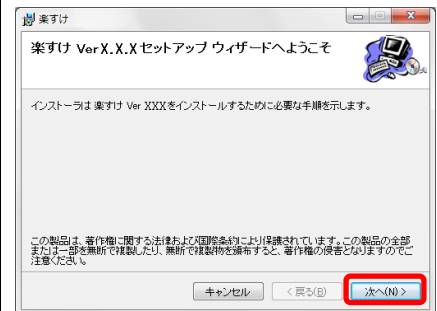 楽すけ
楽すけ VerX.X.Xセットアップ ウィザードへようこそ
インストーラは 楽すけ Ver XXXをインストールするために必要な手順を示します。
この製品は、著作権に関する法律および国際条約により保護されています。この製品の全部
または一部を無断で複製したり、無断で複製物を頒布すると、著作権の侵害となりますのでご
注意ください。
キャンセル
< 戻る(B)
次へ(N) >